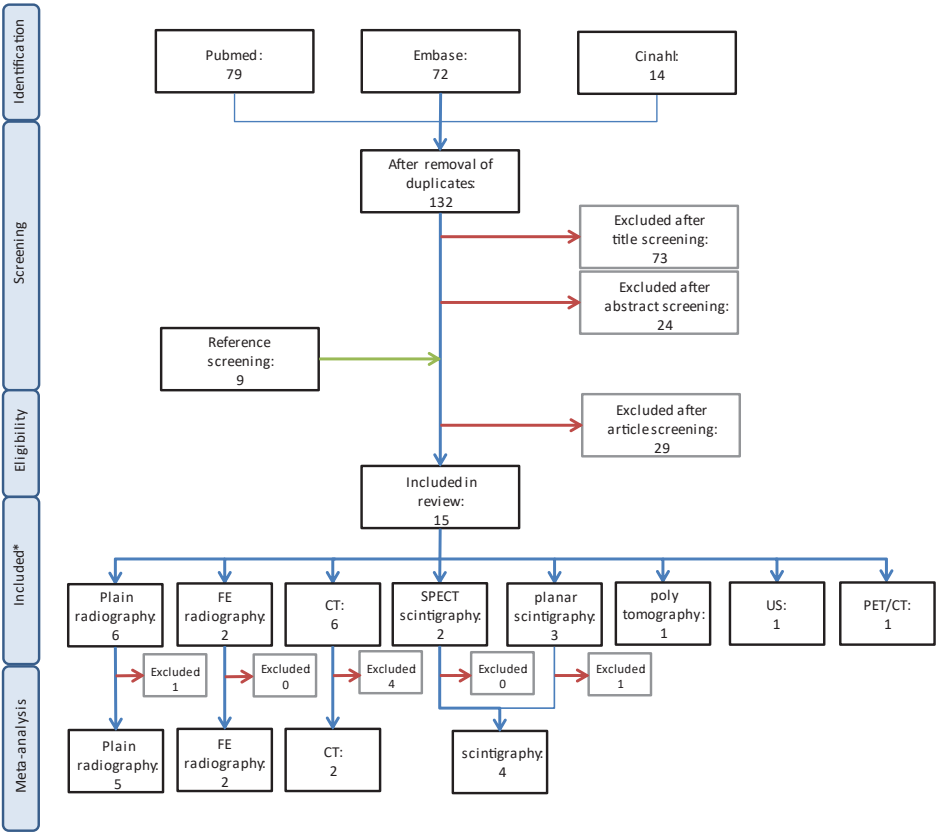 Identification
Pubmed:
79
Embase:
72
Cinahl:
14
Screening
After removal of
duplicates:
132
Excluded after
title screening:
73
Excluded after
abstract screening:
24
Reference
screening:
9
Eligibility
Excluded after
article screening:
29
Included in
review:
15
Included*
Plain
radiography:
6
FE
radiography:
2
CT:
6
SPECT
scintigraphy:
2
planar
scintigraphy:
3
poly
tomography:
1
US:
1
PET/CT:
1
Excluded
1
Excluded
0
Excluded
4
Excluded
0
Excluded
1
Meta-analysis
Plain
radiography:
5
FE
radiography:
2
CT:
2
scintigraphy:
4